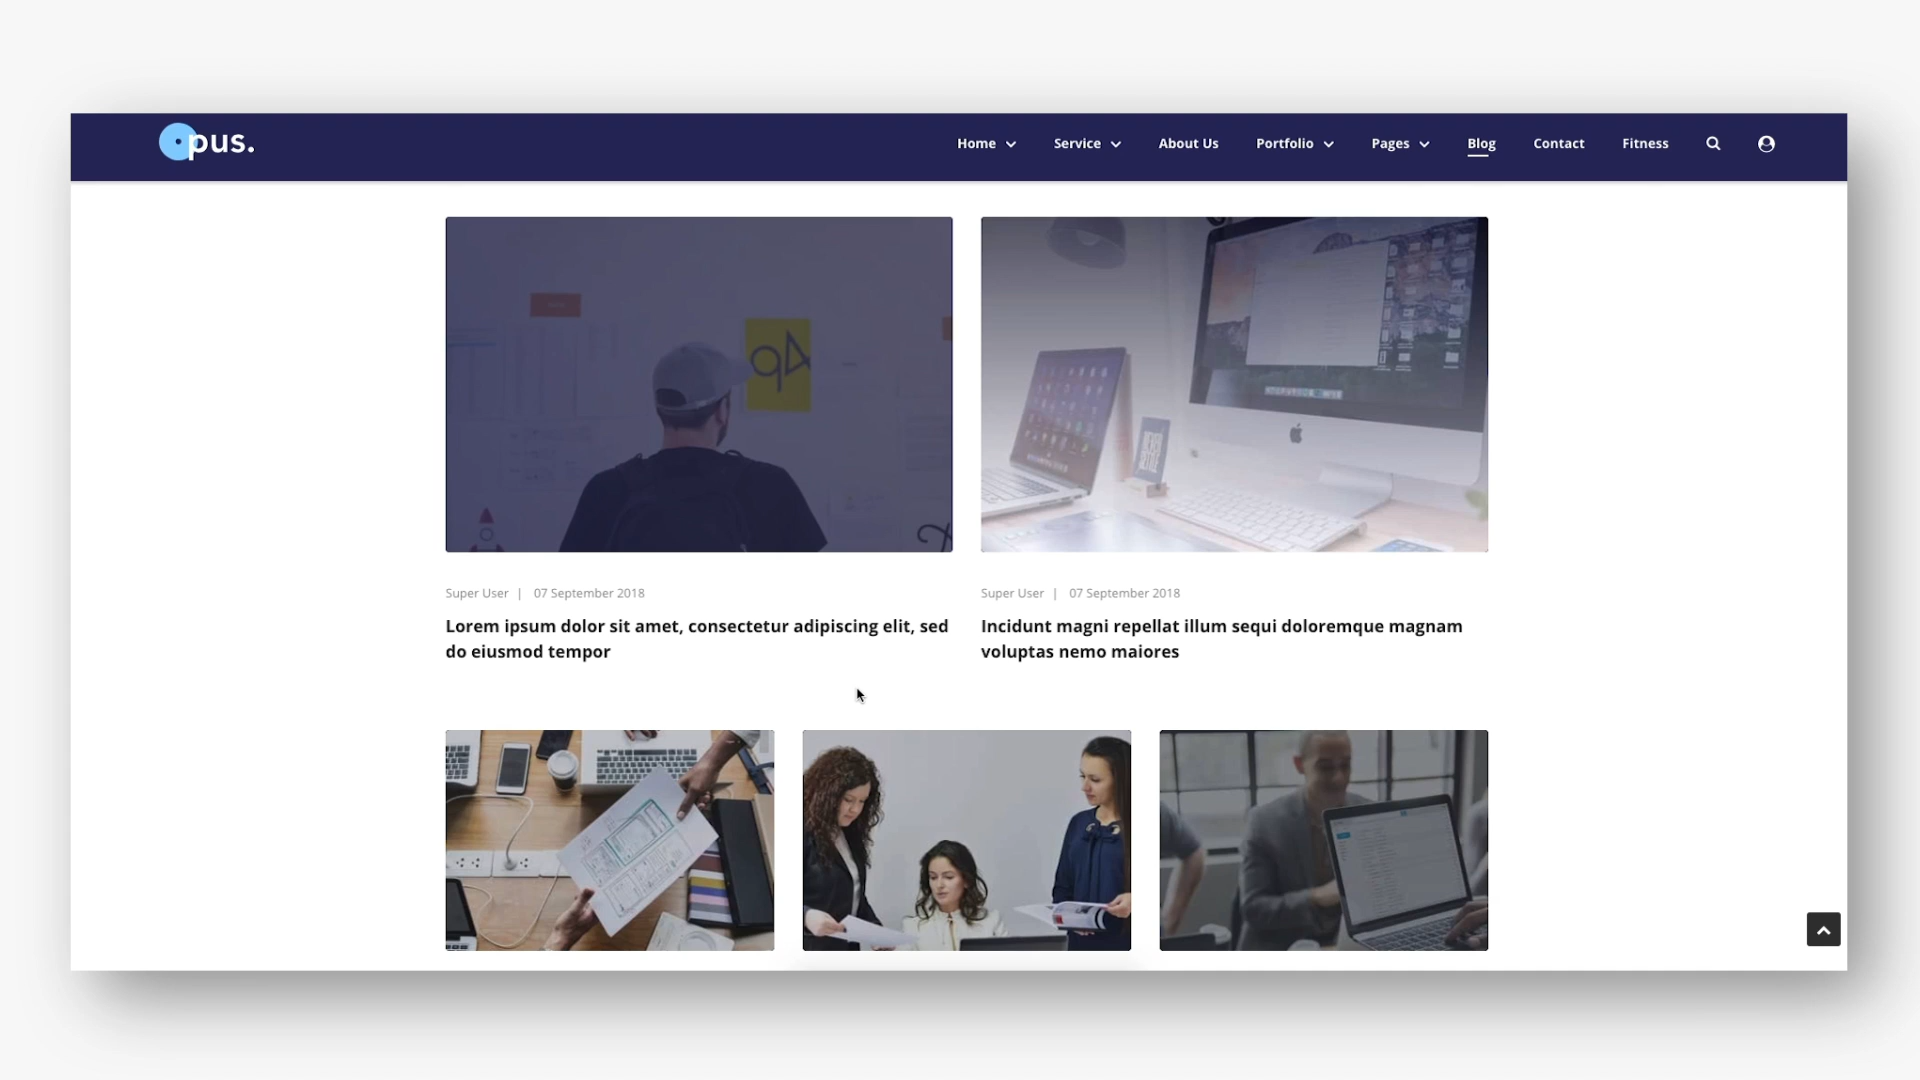 opus.
Home Service About Us Portfolio Pages Blog Contact Fitness
Super User | 07 September 2018
Lorem ipsum dolor sit amet, consectetur adipiscing elit, sed
do eiusmod tempor
Super User | 07 September 2018
Incidunt magni repellat illum sequi doloremque magnam
voluptas nemo maiores